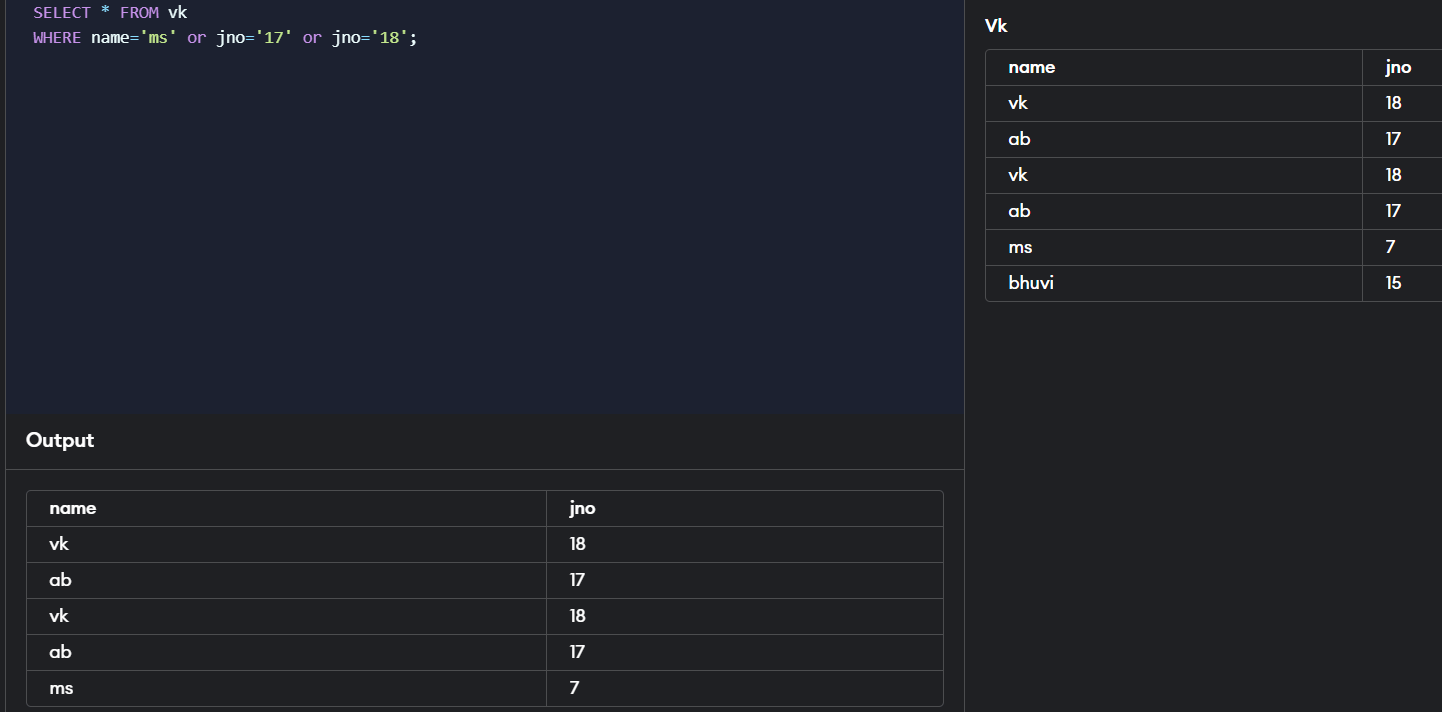 SELECT * FROM vk
WHERE name='ms' or jno='17' or jno='18';
Output
name jno
vk 18
ab 17
vk 18
ab 17
ms 7
Vk
name jno
vk 18
ab 17
vk 18
ab 17
ms 7
bhuvi 15